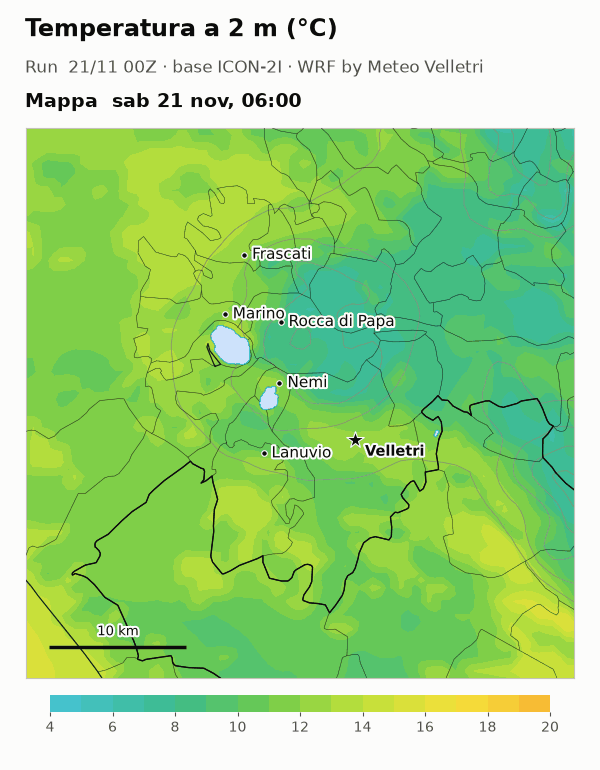 Temperatura a 2 m (°C)
Run  21/11 00Z · base ICON-2I · WRF by Meteo Velletri
Mappa  sab 21 nov, 06:00
Frascati
Marino
Rocca di Papa
Nemi
Velletri
Lanuvio
10 km
4 6 8 10 12 14 16 18 20